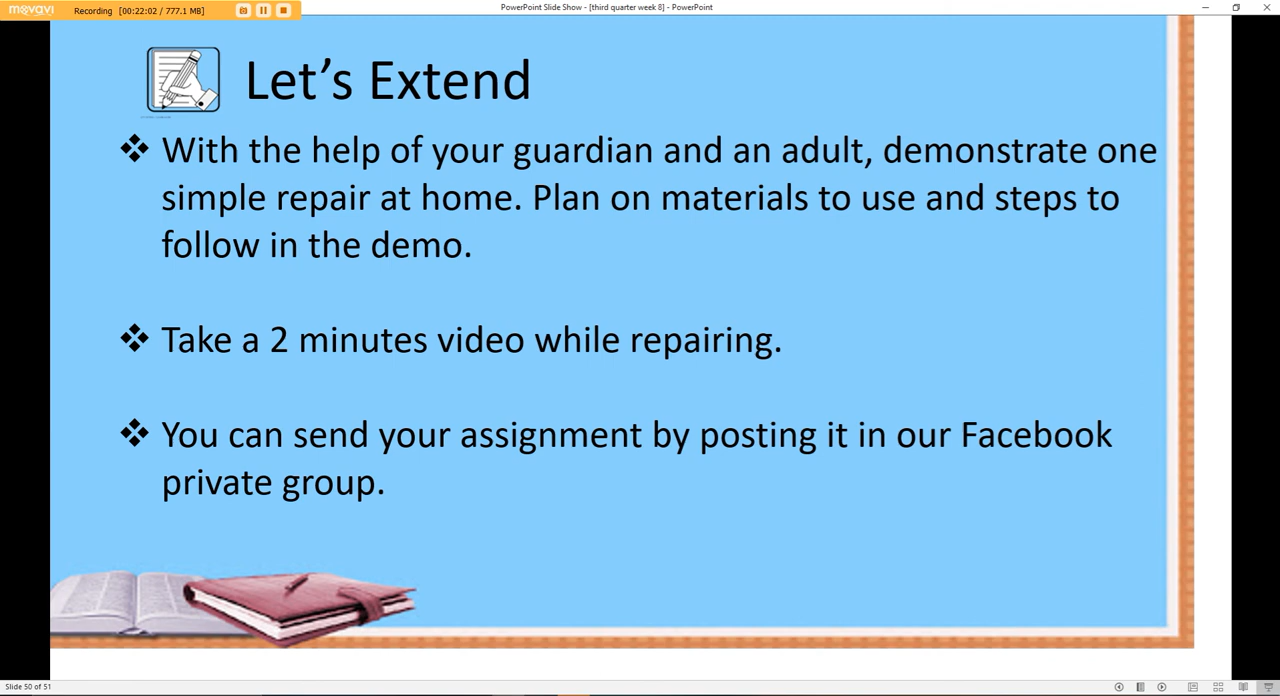 movavi Recording [00:22:02 / 777.1 MB] PowerPoint Slide Show - [third quarter week 8] - PowerPoint
Let’s Extend
❖ With the help of your guardian and an adult, demonstrate one
simple repair at home. Plan on materials to use and steps to
follow in the demo.
❖ Take a 2 minutes video while repairing.
❖ You can send your assignment by posting it in our Facebook
private group.
Slide 50 of 51